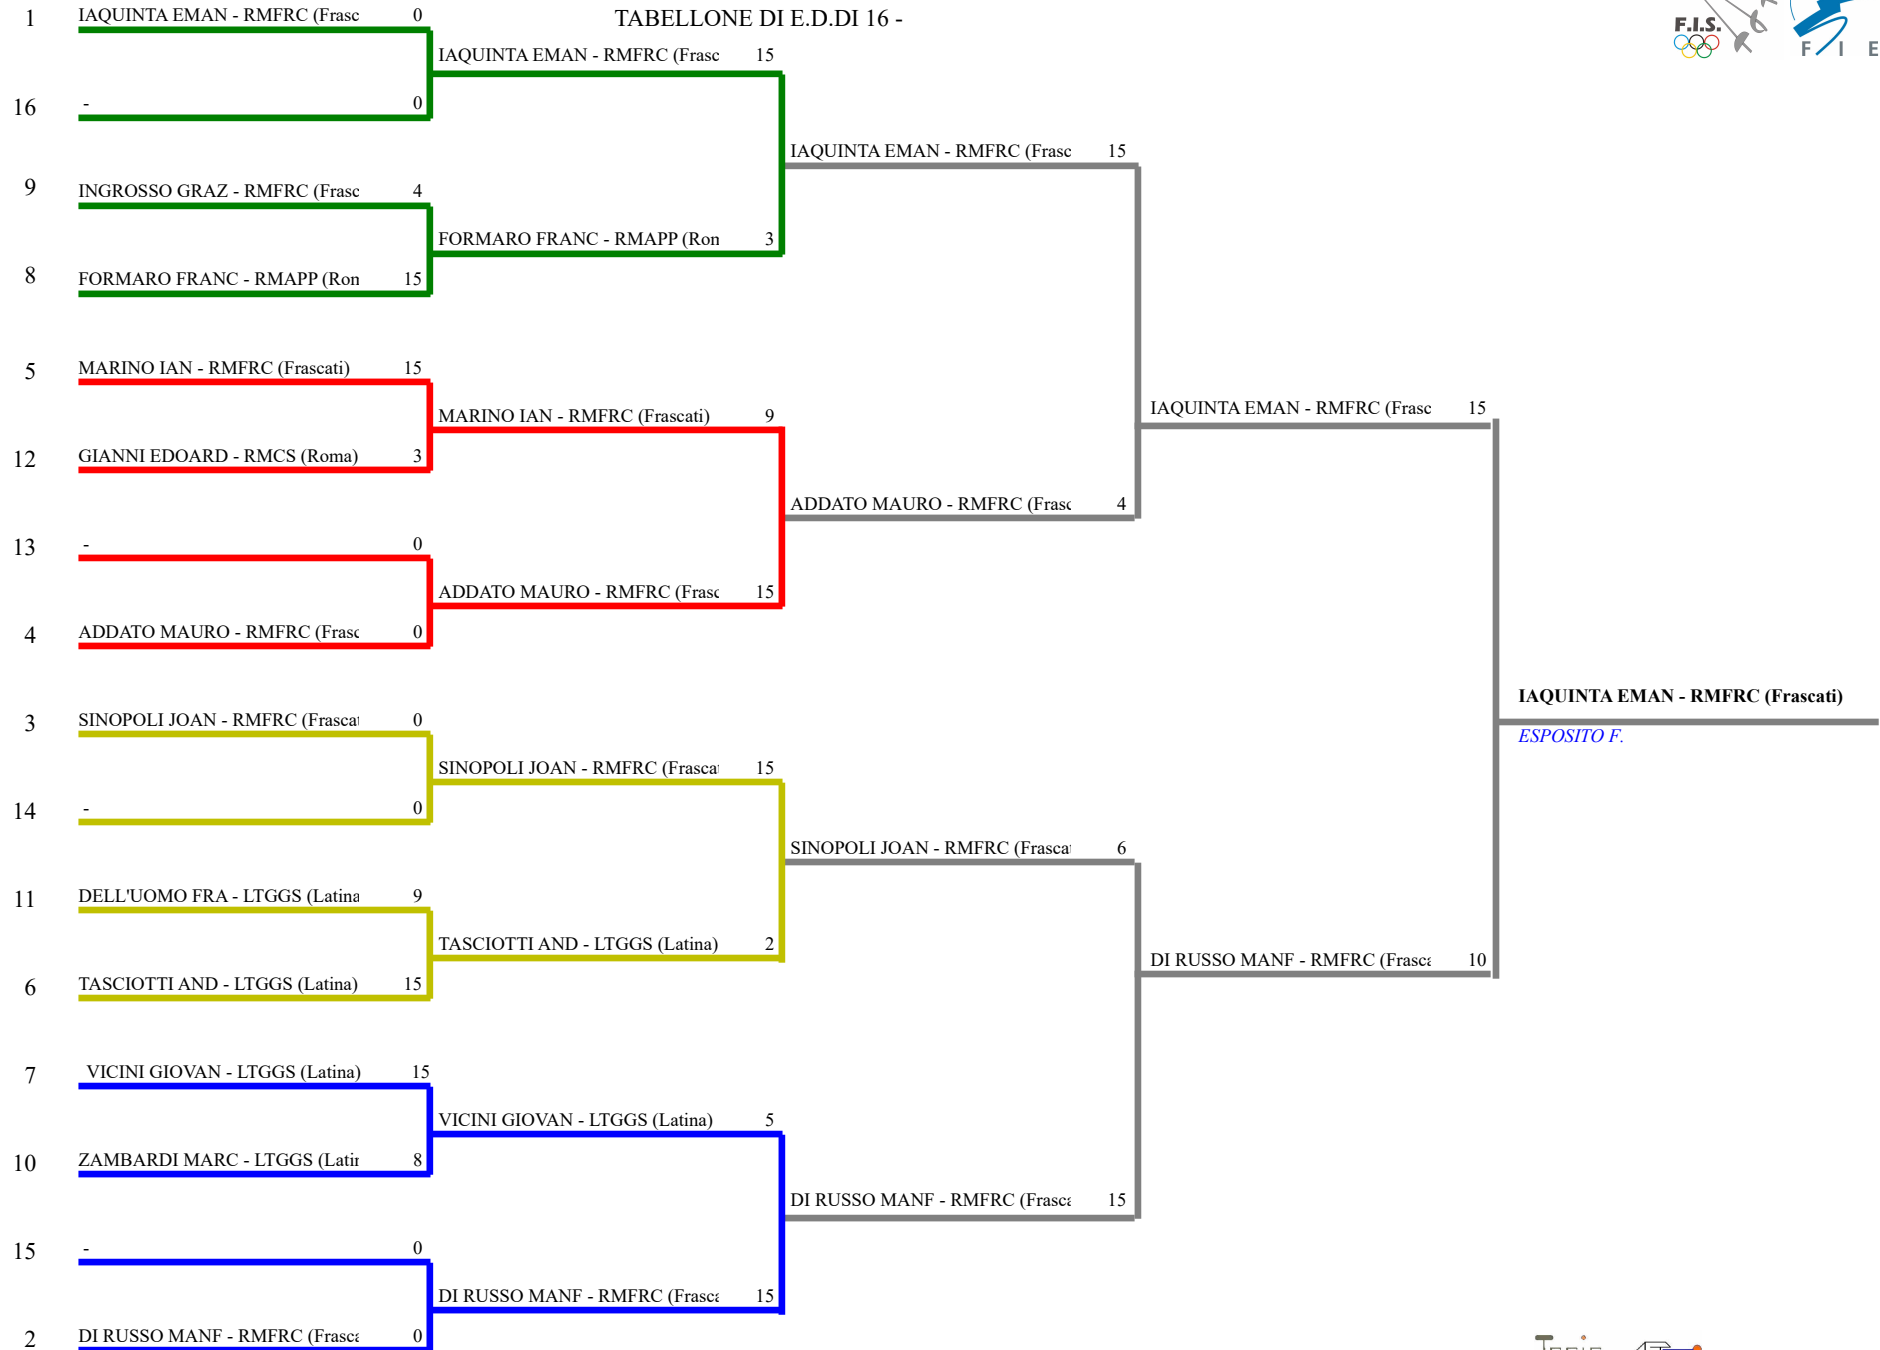 TABELLONE DI E.D.DI 16 -
F.I.S.
F I E
1 IAQUINTA EMAN - RMFRC (Frasc 0
IAQUINTA EMAN - RMFRC (Frasc 15
16 - 0
IAQUINTA EMAN - RMFRC (Frasc 15
9 INGROSSO GRAZ - RMFRC (Frasc 4
FORMARO FRANC - RMAPP (Ron 3
8 FORMARO FRANC - RMAPP (Ron 15
5 MARINO IAN - RMFRC (Frascati) 15
IAQUINTA EMAN - RMFRC (Frasc 15
MARINO IAN - RMFRC (Frascati) 9
12 GIANNI EDOARD - RMCS (Roma) 3
ADDATO MAURO - RMFRC (Frasc 4
13 - 0
ADDATO MAURO - RMFRC (Frasc 15
4 ADDATO MAURO - RMFRC (Frasc 0
IAQUINTA EMAN - RMFRC (Frascati)
3 SINOPOLI JOAN - RMFRC (Frascat 0
ESPOSITO F.
SINOPOLI JOAN - RMFRC (Frascat 15
14 - 0
SINOPOLI JOAN - RMFRC (Frascat 6
11 DELL'UOMO FRA - LTGGS (Latina 9
TASCIOTTI AND - LTGGS (Latina) 2
DI RUSSO MANF - RMFRC (Frasca 10
6 TASCIOTTI AND - LTGGS (Latina) 15
7 VICINI GIOVAN - LTGGS (Latina) 15
VICINI GIOVAN - LTGGS (Latina) 5
10 ZAMBARDI MARC - LTGGS (Latin 8
DI RUSSO MANF - RMFRC (Frasca 15
15 - 0
DI RUSSO MANF - RMFRC (Frasca 15
2 DI RUSSO MANF - RMFRC (Frasca 0